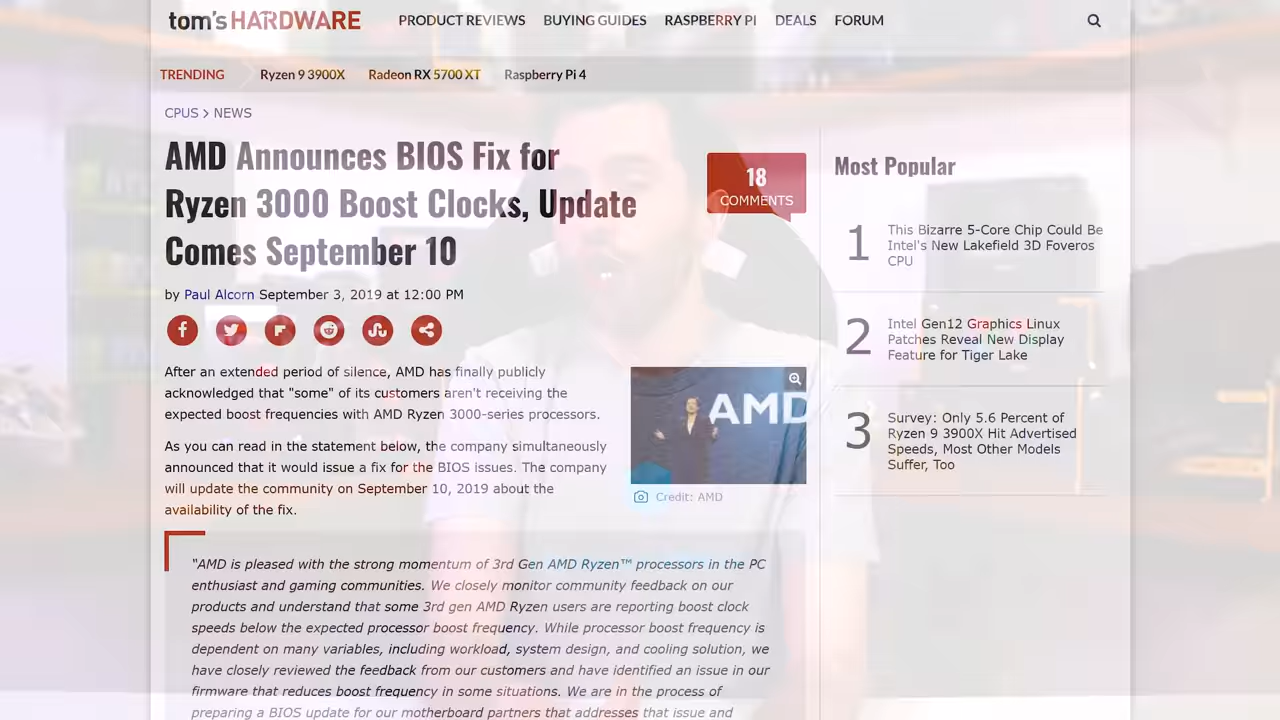 tom's HARDWARE
PRODUCT REVIEWS BUYING GUIDES RASPBERRY PI DEALS FORUM
TRENDING Ryzen 9 3900X Radeon RX 5700 XT Raspberry Pi 4
CPUS > NEWS
AMD Announces BIOS Fix for
Ryzen 3000 Boost Clocks, Update
Comes September 10
18
COMMENTS
by Paul Alcorn September 3, 2019 at 12:00 PM
After an extended period of silence, AMD has finally publicly
acknowledged that "some" of its customers aren't receiving the
expected boost frequencies with AMD Ryzen 3000-series processors.
As you can read in the statement below, the company simultaneously
announced that it would issue a fix for the BIOS issues. The company
will update the community on September 10, 2019 about the
availability of the fix.
AMD
Credit: AMD
"AMD is pleased with the strong momentum of 3rd Gen AMD Ryzen™ processors in the PC
enthusiast and gaming communities. We closely monitor community feedback on our
products and understand that some 3rd gen AMD Ryzen users are reporting boost clock
speeds below the expected processor boost frequency. While processor boost frequency is
dependent on many variables, including workload, system design, and cooling solution, we
have closely reviewed the feedback from our customers and have identified an issue in our
firmware that reduces boost frequency in some situations. We are in the process of
preparing a BIOS update for our motherboard partners that addresses that issue and
Most Popular
1
This Bizarre 5-Core Chip Could Be
Intel's New Lakefield 3D Foveros
CPU
2
Intel Gen12 Graphics Linux
Patches Reveal New Display
Feature for Tiger Lake
3
Survey: Only 5.6 Percent of
Ryzen 9 3900X Hit Advertised
Speeds, Most Other Models
Suffer, Too